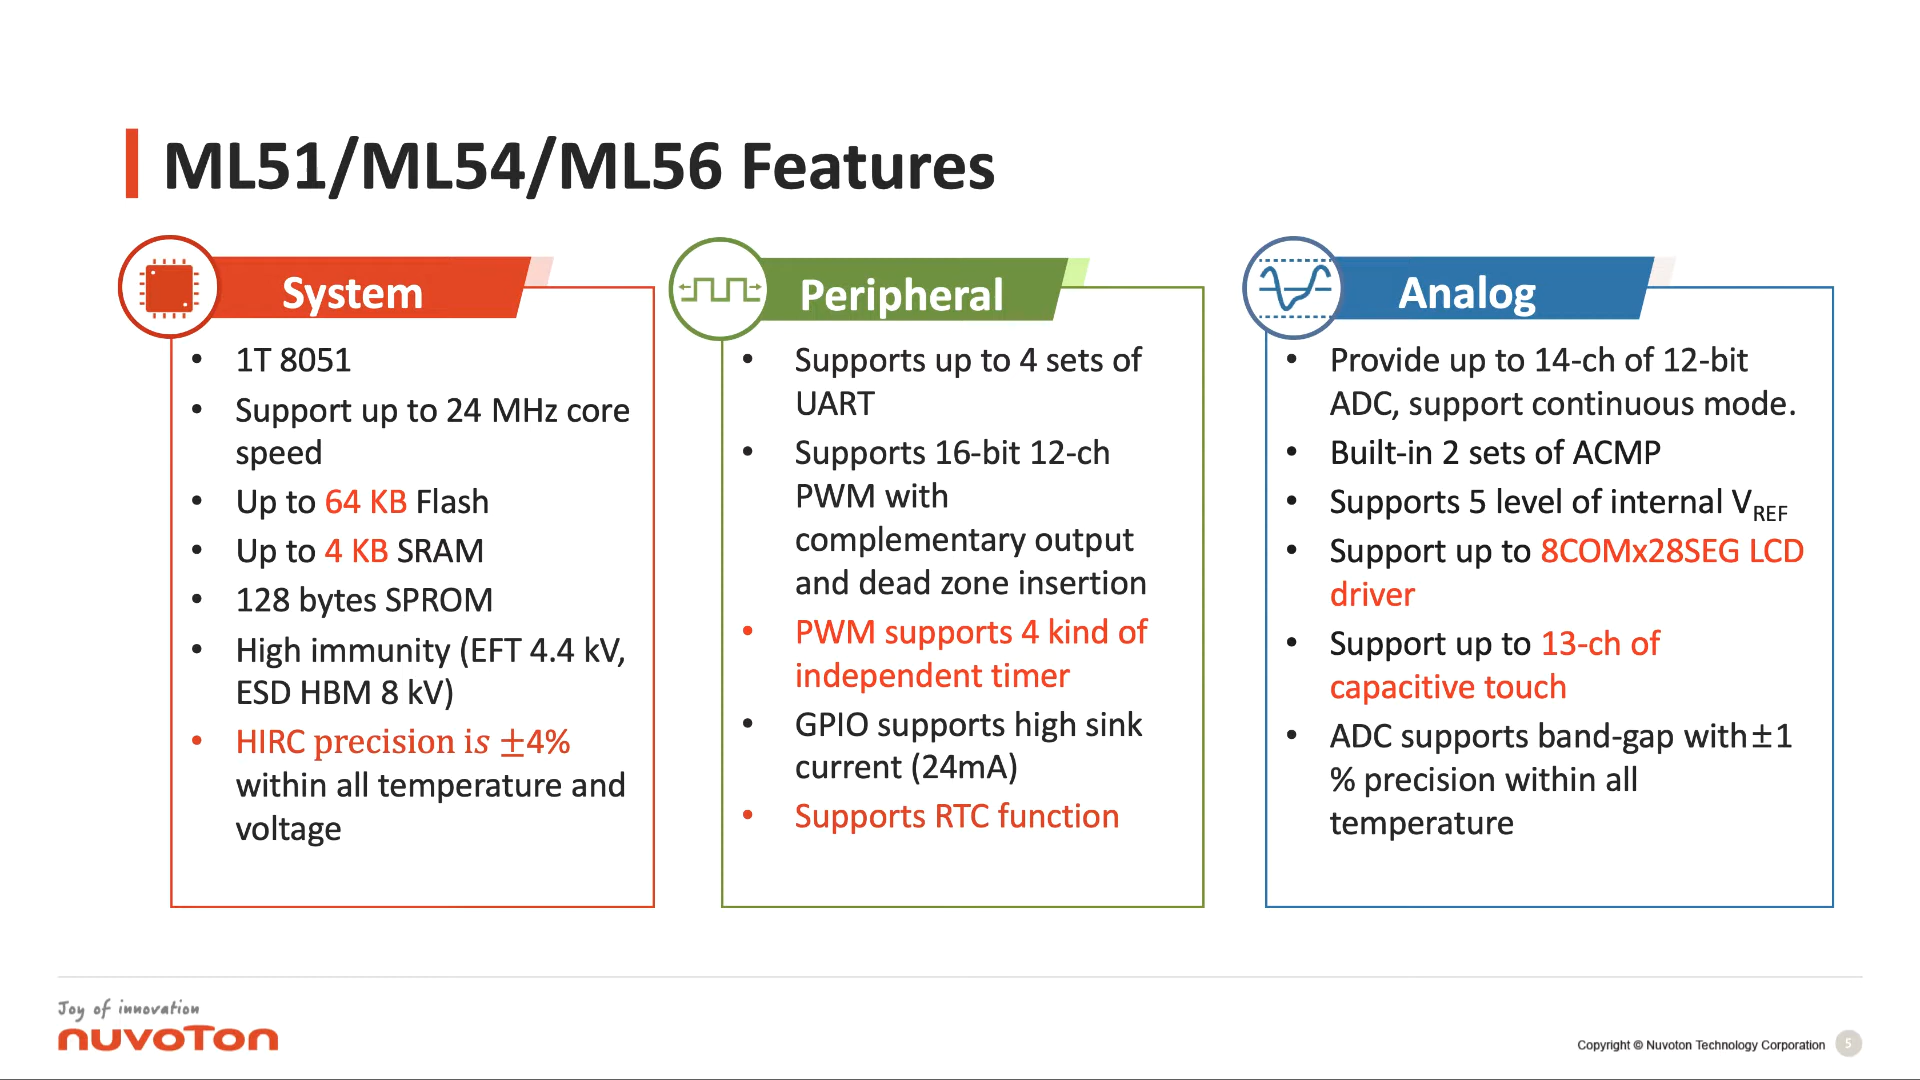 ML51/ML54/ML56 Features
System
• 1T 8051
• Support up to 24 MHz core
speed
• Up to 64 KB Flash
• Up to 4 KB SRAM
• 128 bytes SPROM
• High immunity (EFT 4.4 kV,
ESD HBM 8 kV)
• HIRC precision is ±4%
within all temperature and
voltage
Peripheral
• Supports up to 4 sets of
UART
• Supports 16-bit 12-ch
PWM with
complementary output
and dead zone insertion
• PWM supports 4 kind of
independent timer
• GPIO supports high sink
current (24mA)
• Supports RTC function
Analog
• Provide up to 14-ch of 12-bit
ADC, support continuous mode.
• Built-in 2 sets of ACMP
• Supports 5 level of internal VREF
• Support up to 8COMx28SEG LCD
driver
• Support up to 13-ch of
capacitive touch
• ADC supports band-gap with±1
% precision within all
temperature
Joy of innovation
nuvoTon
Copyright © Nuvoton Technology Corporation
5